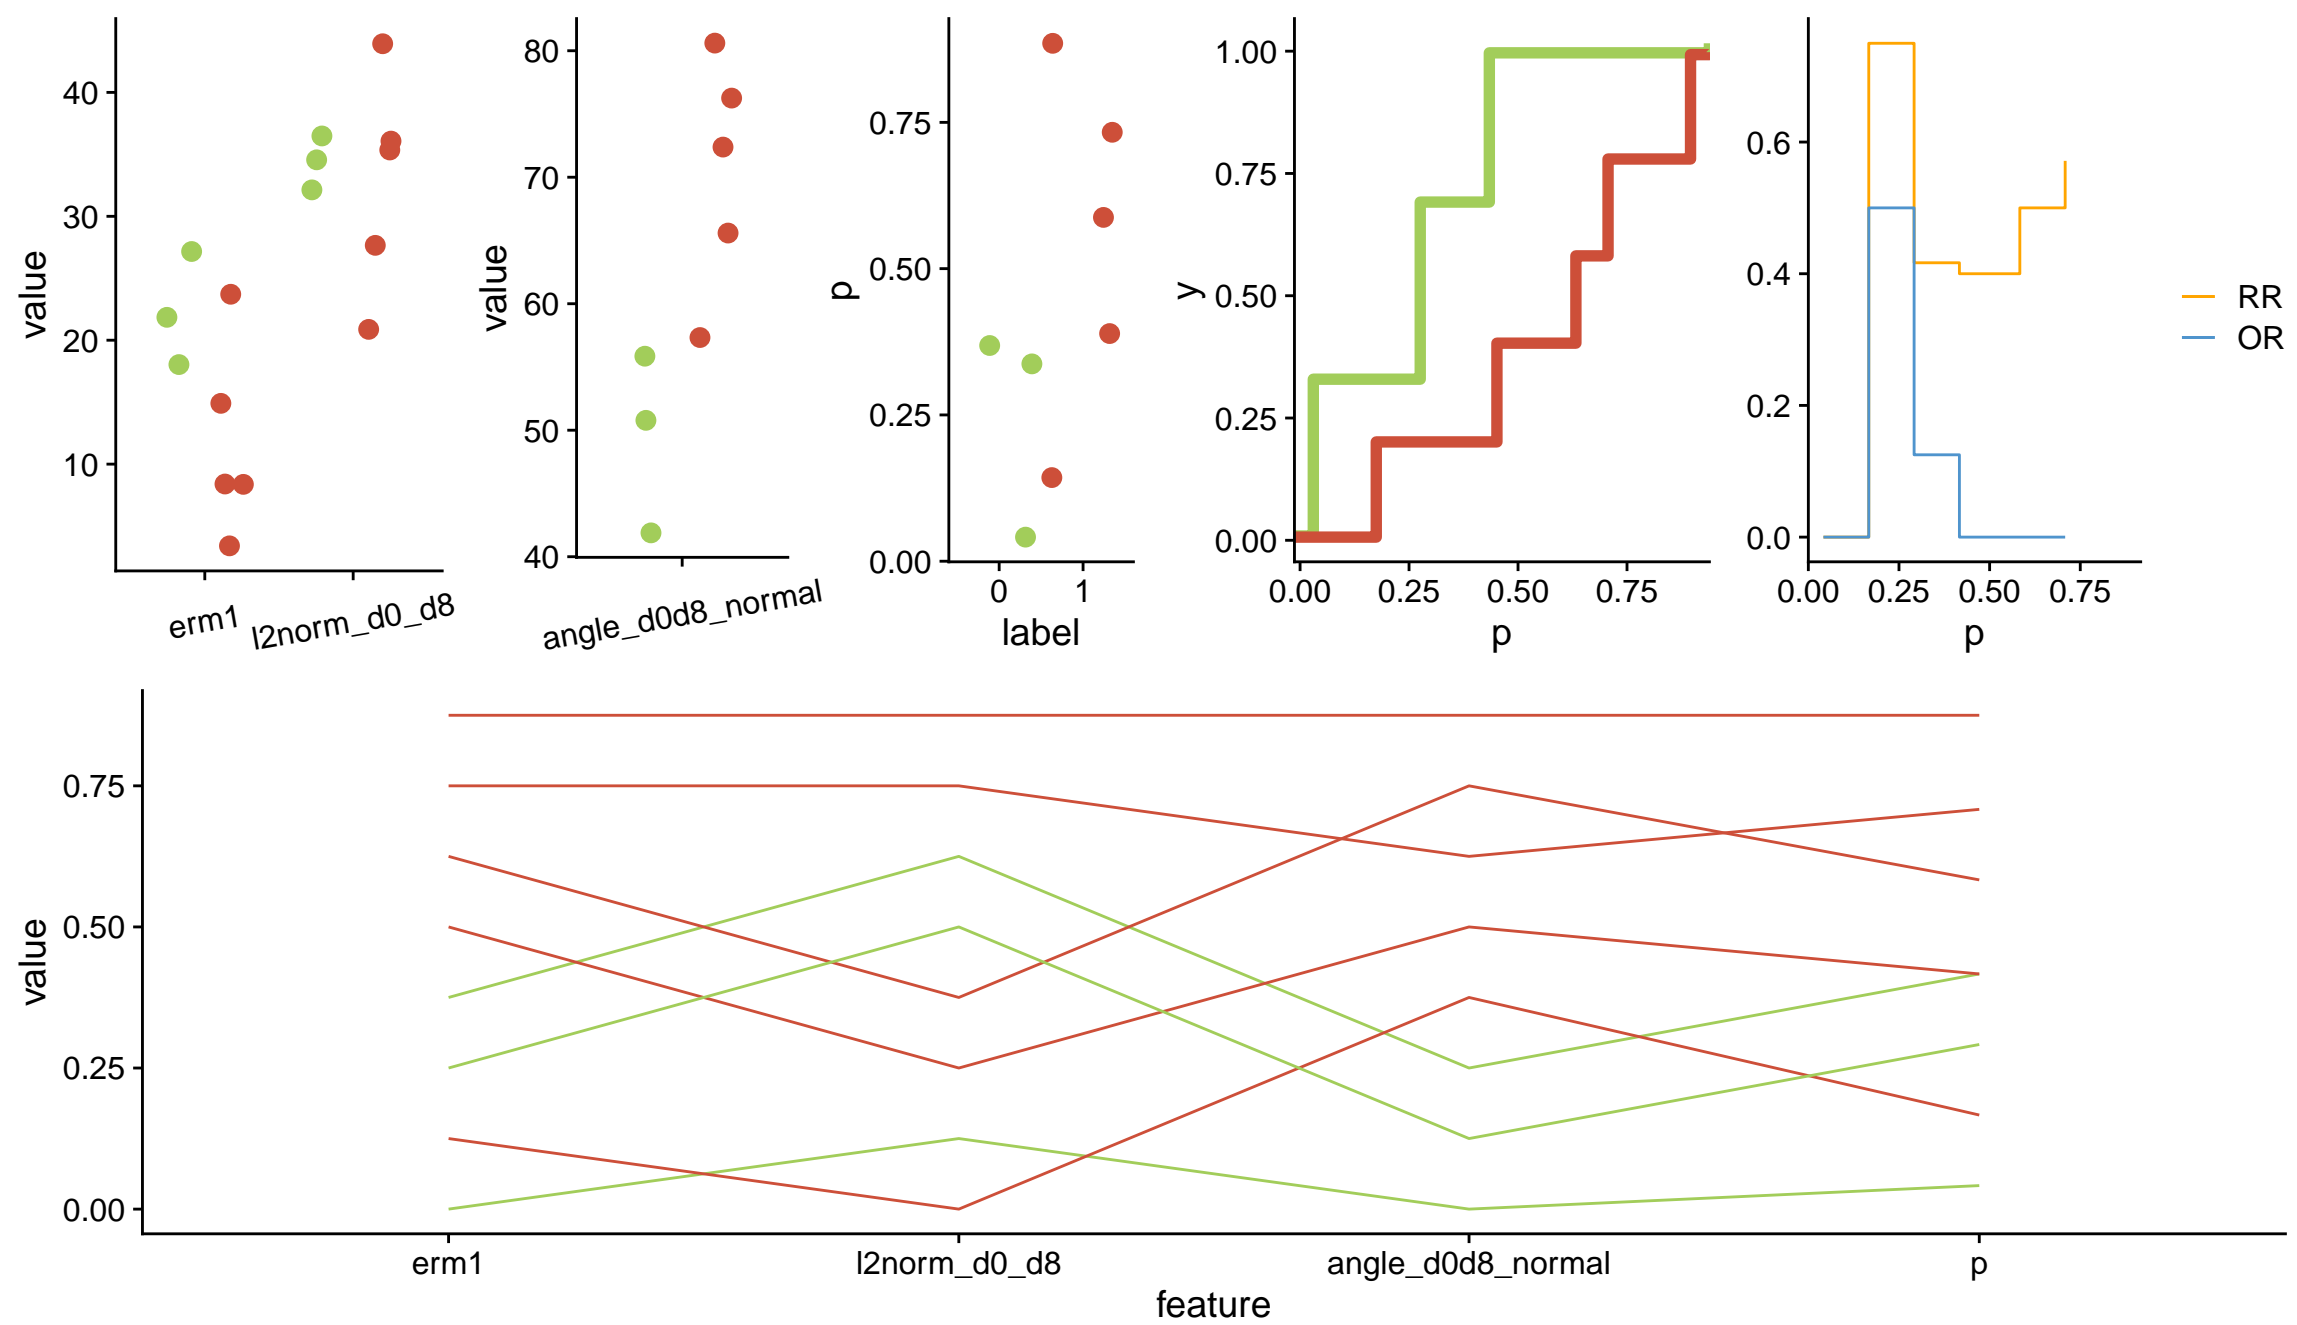 value
40
30
20
10
erm1
l2norm_d0_d8
value
80
70
60
50
40
angle_d0d8_normal
p
0.75
0.50
0.25
0.00
0 1
label
y
1.00
0.75
0.50
0.25
0.00
0.00 0.25 0.50 0.75
p
0.6
0.4
0.2
0.0
0.00 0.25 0.50 0.75
p
RR
OR
value
0.75
0.50
0.25
0.00
erm1 l2norm_d0_d8 angle_d0d8_normal p
feature